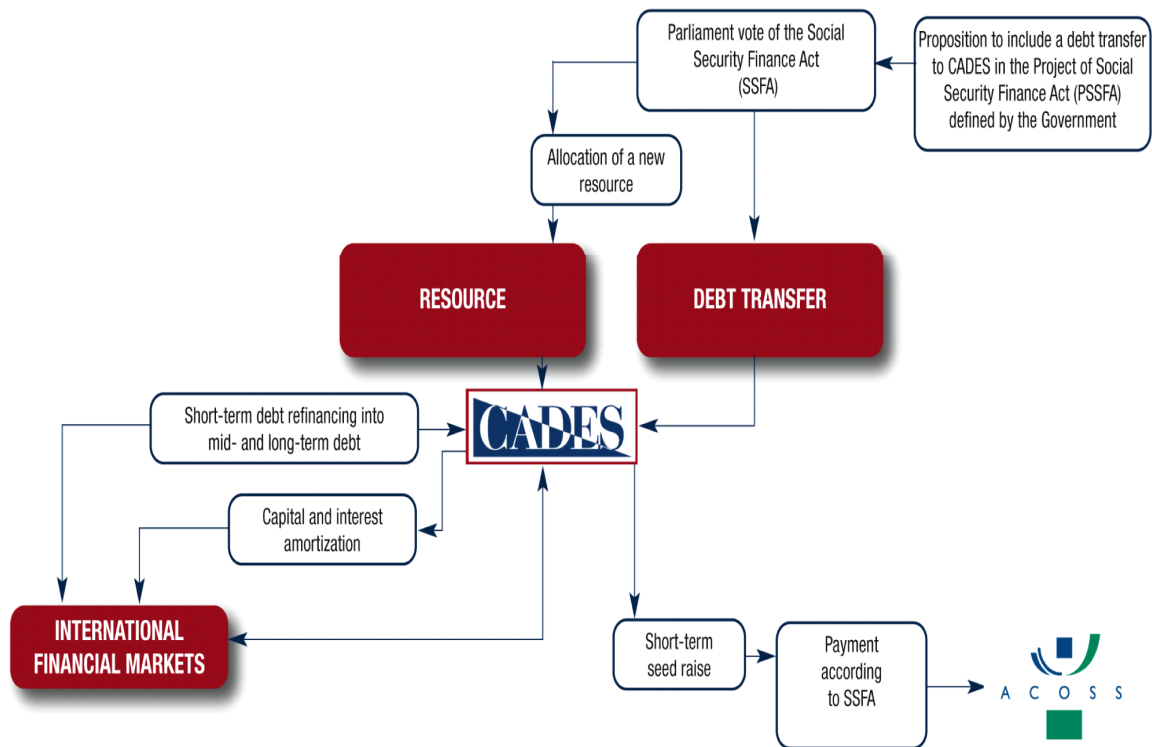 Parliament vote of the Social
Security Finance Act
(SSFA)
Proposition to include a debt transfer
to CADES in the Project of Social
Security Finance Act (PSSFA)
defined by the Government
Allocation of a new
resource
RESOURCE
DEBT TRANSFER
Short-term debt refinancing into
mid- and long-term debt
CADES
Capital and interest
amortization
INTERNATIONAL
FINANCIAL MARKETS
Short-term
seed raise
Payment
according
to SSFA
ACOSS